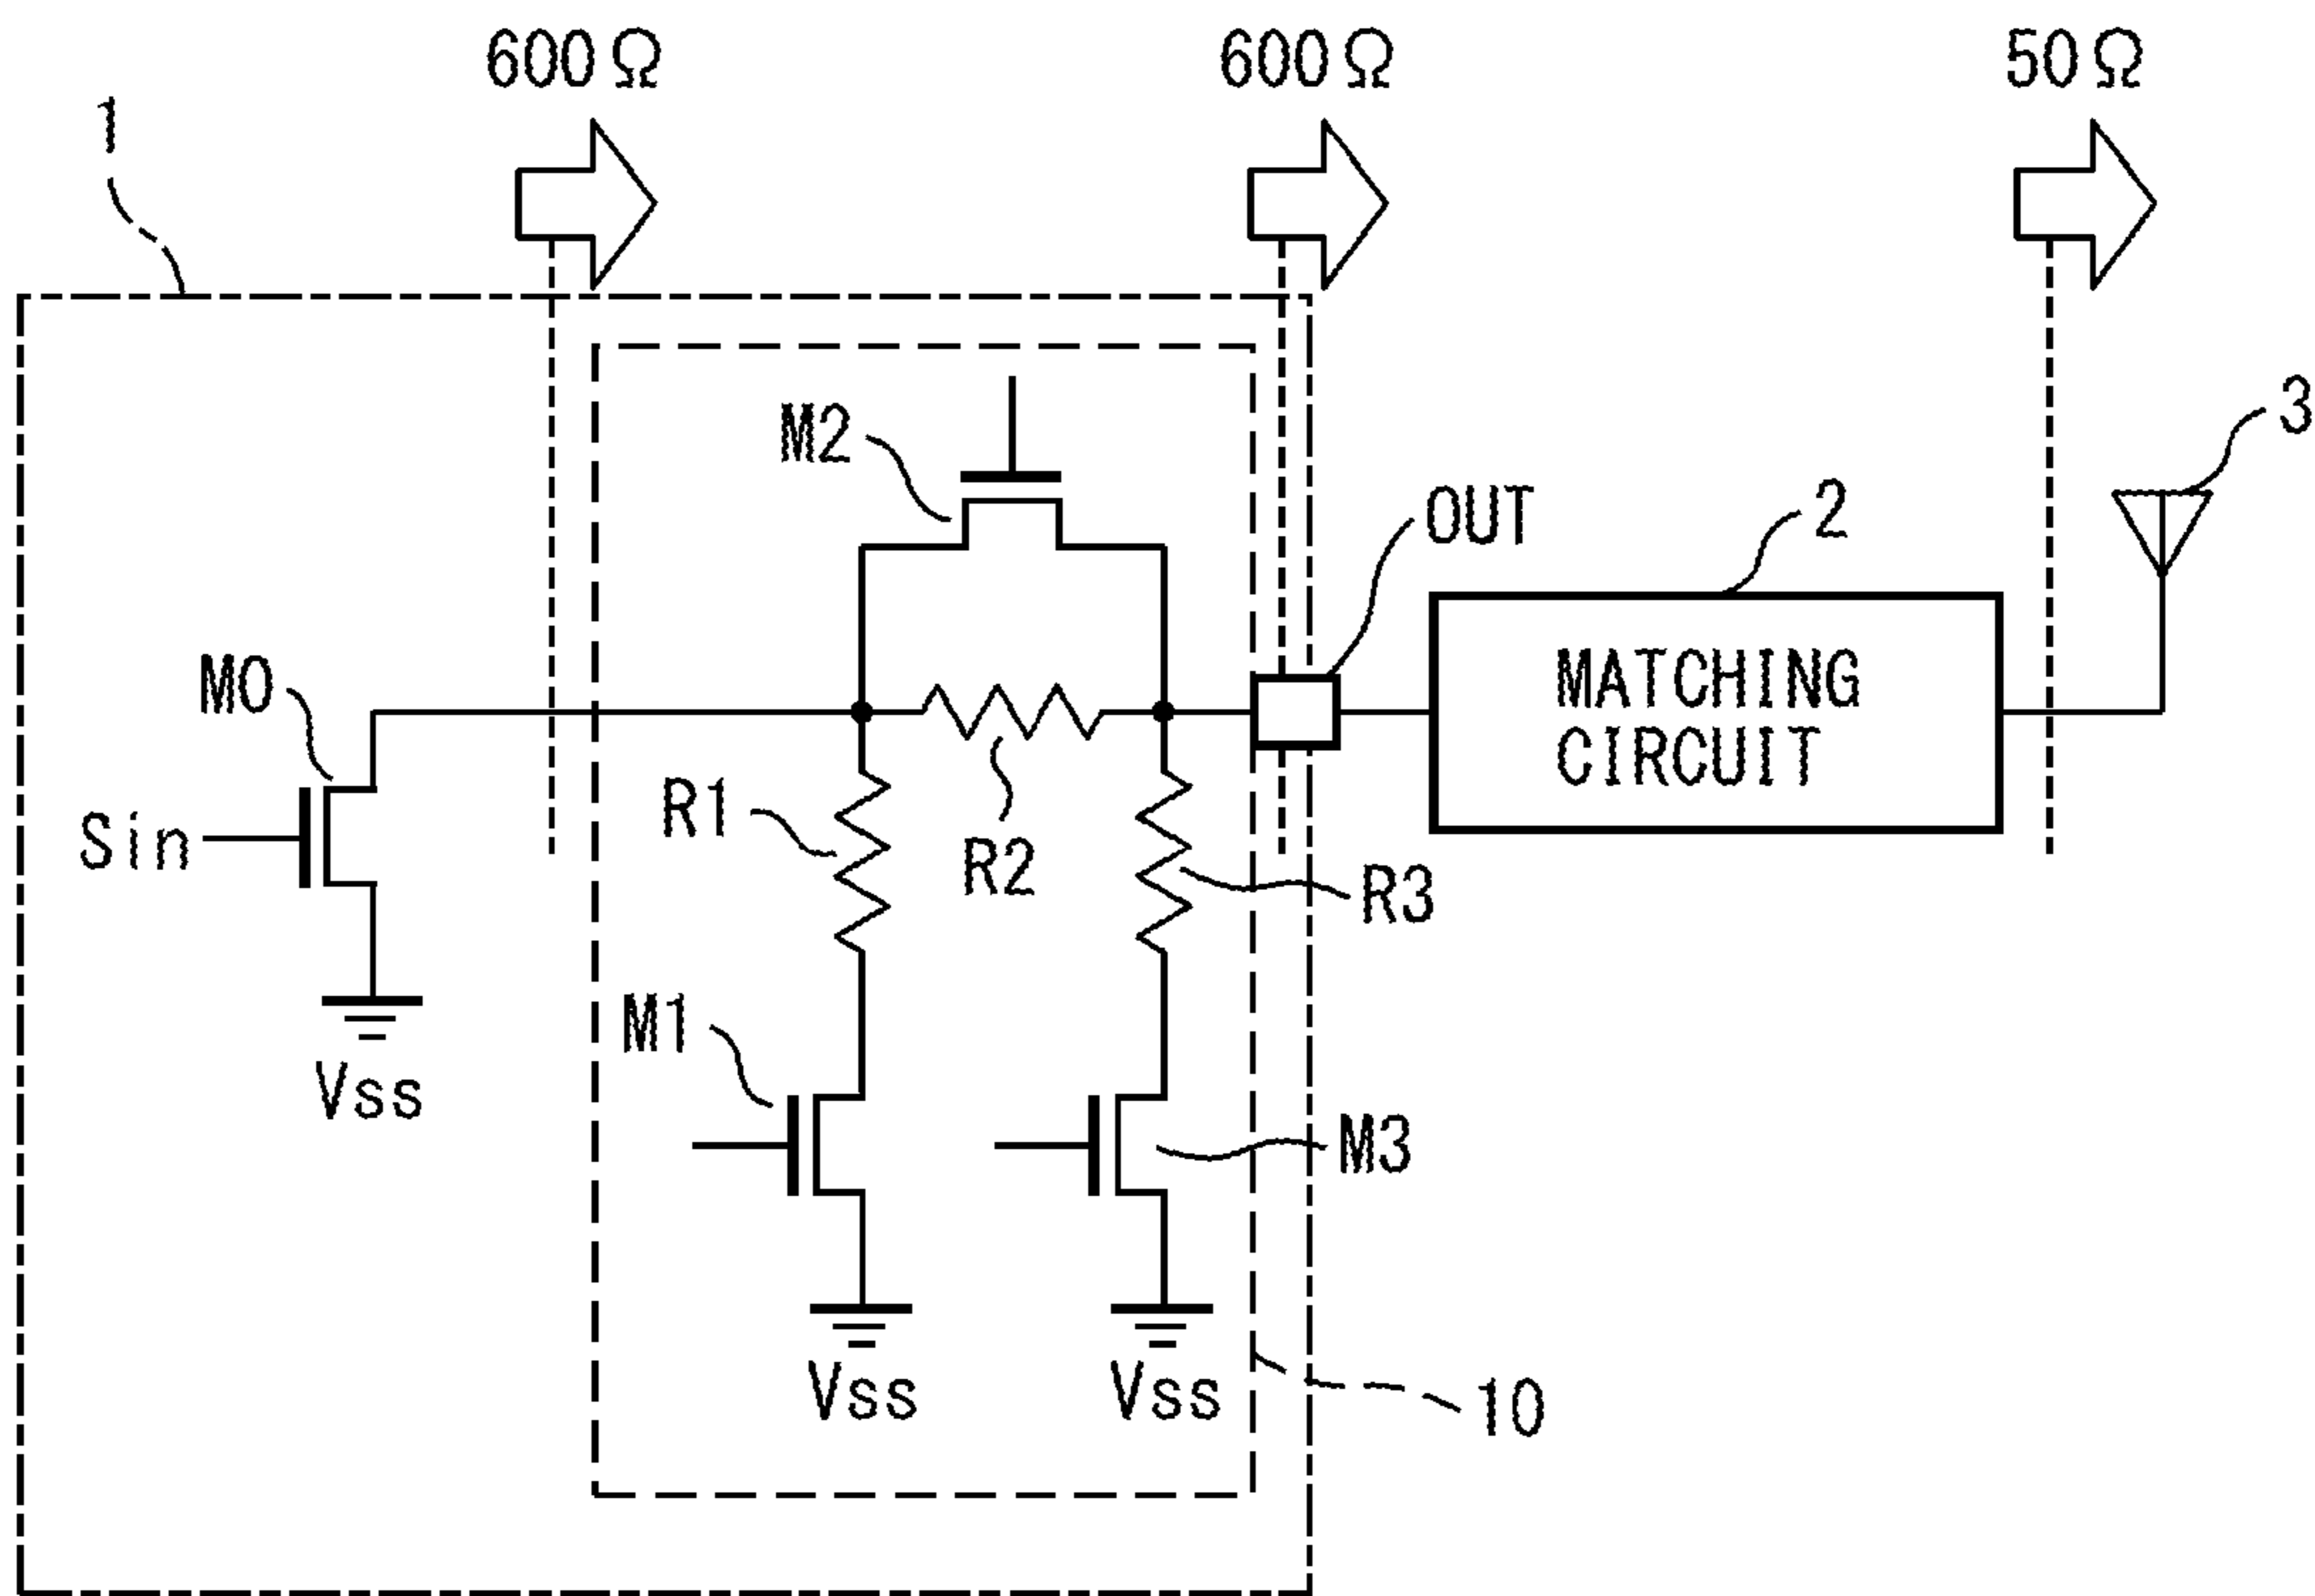 600Ω
600Ω
50Ω
1
M2
3
OUT
2
M0
MATCHING
CIRCUIT
R1
Sin
R2
R3
M1
Vss
M3
Vss
Vss
10